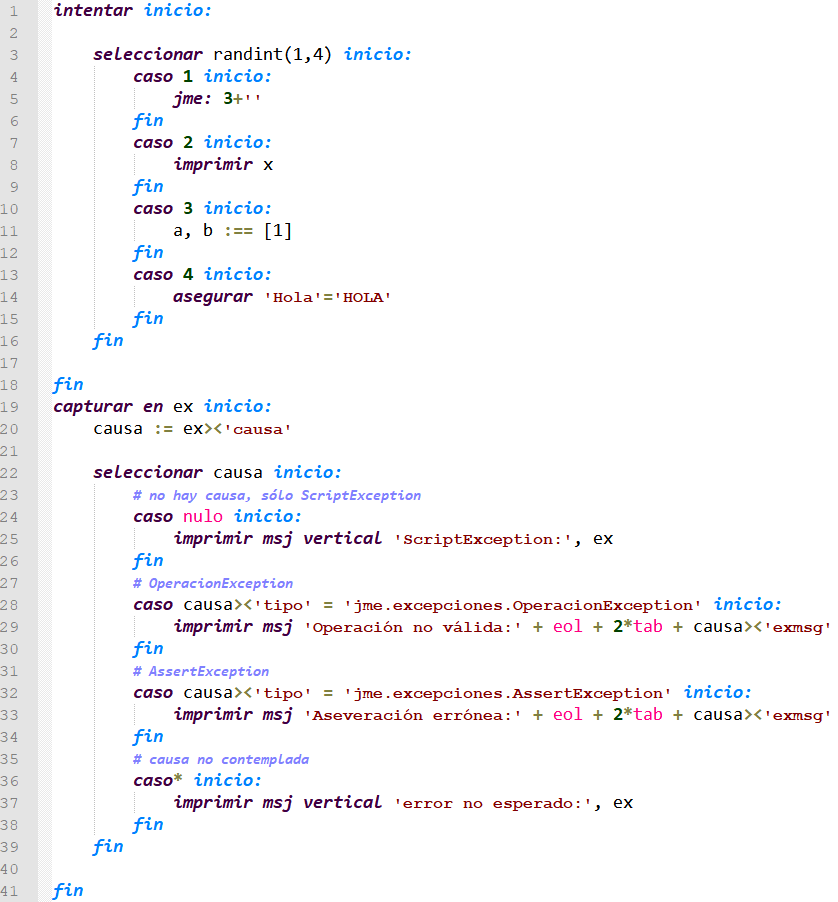 1 intentar inicio:
2
3 seleccionar randint(1,4) inicio:
4 caso 1 inicio:
5 jme: 3+''
6 fin
7 caso 2 inicio:
8 imprimir x
9 fin
10 caso 3 inicio:
11 a, b :== [1]
12 fin
13 caso 4 inicio:
14 asegurar 'Hola'='HOLA'
15 fin
16 fin
17
18 fin
19 capturar en ex inicio:
20 causa := ex><'causa'
21
22 seleccionar causa inicio:
23 # no hay causa, sólo ScriptException
24 caso nulo inicio:
25 imprimir msj vertical 'ScriptException:', ex
26 fin
27 # OperacionException
28 caso causa><'tipo' = 'jme.excepciones.OperacionException' inicio:
29 imprimir msj 'Operación no válida:' + eol + 2*tab + causa><'exmsg'
30 fin
31 # AssertException
32 caso causa><'tipo' = 'jme.excepciones.AssertException' inicio:
33 imprimir msj 'Aseveración errónea:' + eol + 2*tab + causa><'exmsg'
34 fin
35 # causa no contemplada
36 caso* inicio:
37 imprimir msj vertical 'error no esperado:', ex
38 fin
39 fin
40
41 fin